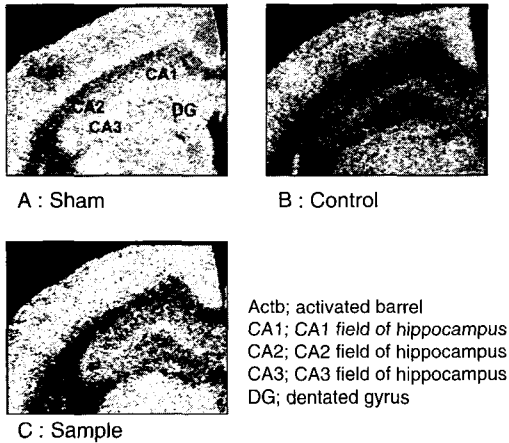 Actb
CA1
CA2
CA3
DG
A : Sham
B : Control
C : Sample
Actb; activated barrel
CA1; CA1 field of hippocampus
CA2; CA2 field of hippocampus
CA3; CA3 field of hippocampus
DG; dentated gyrus